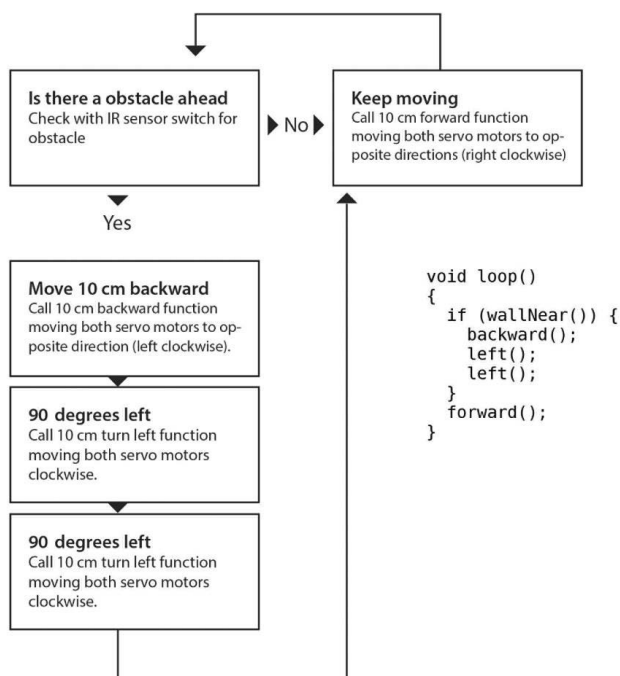 Is there a obstacle ahead
Check with IR sensor switch for
obstacle
No
Keep moving
Call 10 cm forward function
moving both servo motors to op-
posite directions (right clockwise)
Yes
Move 10 cm backward
Call 10 cm backward function
moving both servo motors to op-
posite direction (left clockwise).
90 degrees left
Call 10 cm turn left function
moving both servo motors
clockwise.
90 degrees left
Call 10 cm turn left function
moving both servo motors
clockwise.
void loop()
{
  if (wallNear()) {
    backward();
    left();
    left();
  }
  forward();
}